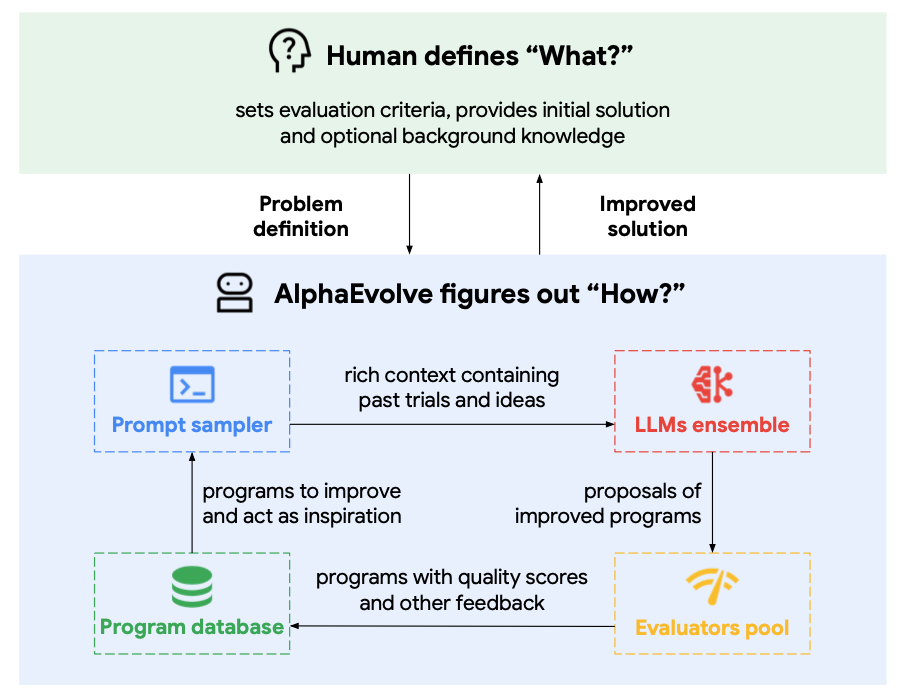 Human defines “What?”
sets evaluation criteria, provides initial solution
and optional background knowledge
Problem
definition
Improved
solution
AlphaEvolve figures out “How?”
Prompt sampler
rich context containing
past trials and ideas
LLMs ensemble
programs to improve
and act as inspiration
proposals of
improved programs
Program database
programs with quality scores
and other feedback
Evaluators pool